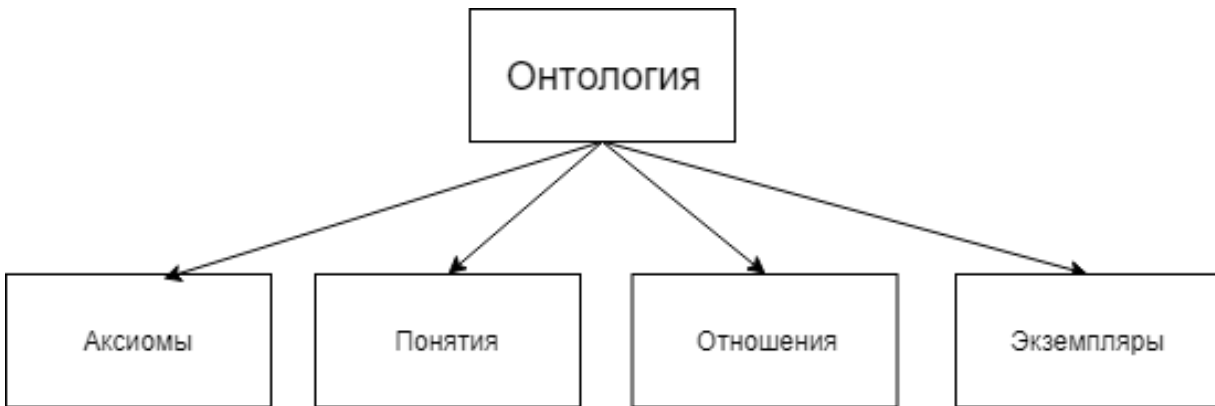 Онтология
Аксиомы
Понятия
Отношения
Экземпляры